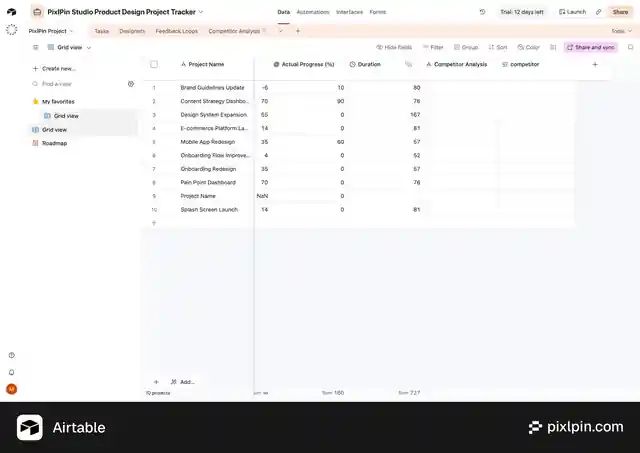 PixlPin Studio Product Design Project Tracker
Data
Automations
Interfaces
Forms
Trial: 12 days left
Launch
Share
PixlPin Project
Tasks
Designers
Feedback Loops
Competitor Analysis
Tools
Grid view
Hide fields
Filter
Group
Sort
Color
Share and sync
+ Create new...
Find a view
My favorites
Grid view
Grid view
Roadmap
Project Name
Actual Progress (%)
Duration
Competitor Analysis
competitor
1 Brand Guidelines Update -6 10 80
2 Content Strategy Dashbo... 70 90 76
3 Design System Expansion 55 0 167
4 E-commerce Platform La... 14 0 81
5 Mobile App Redesign 35 60 57
6 Onboarding Flow Improve... 4 0 52
7 Onboarding Redesign 35 0 57
8 Pain Point Dashboard 70 0 76
9 Project Name NaN 0
10 Splash Screen Launch 14 0 81
+
+ Add...
10 projects
Sum 160
Sum 727
M
Airtable
pixlpin.com